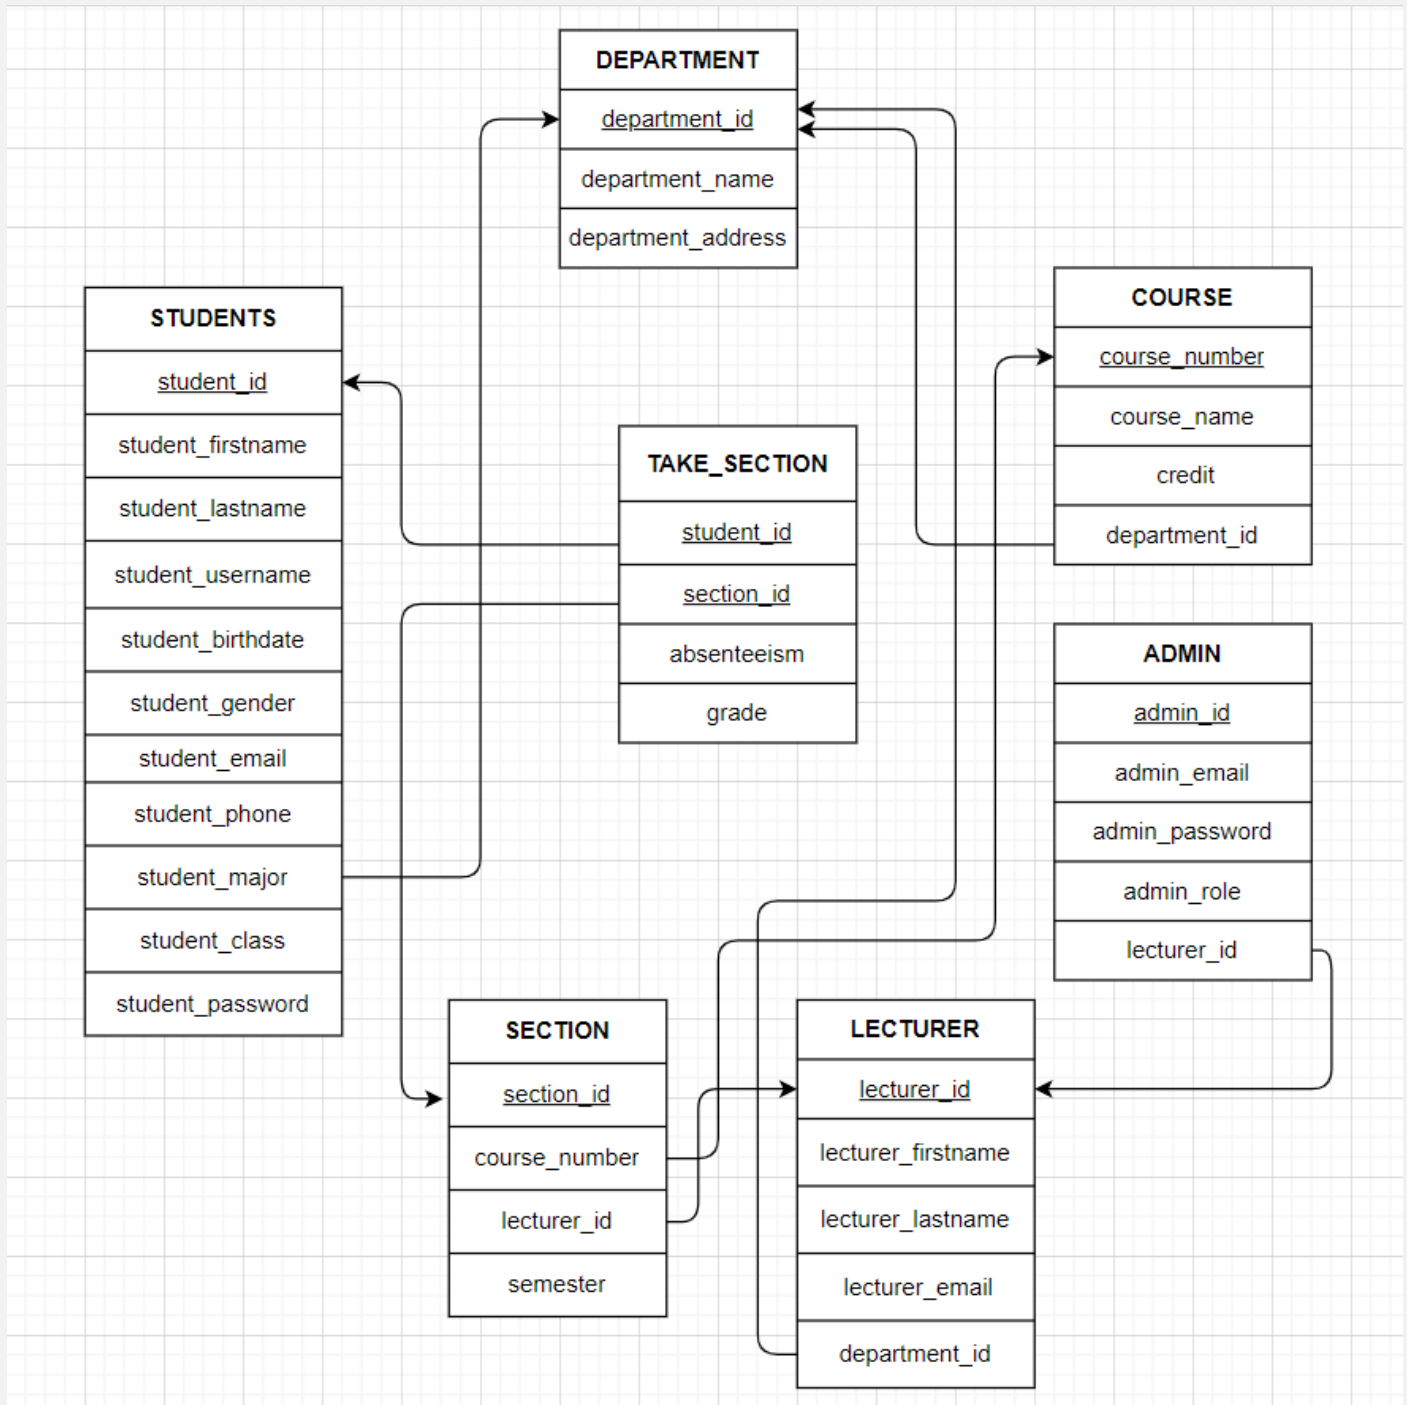 DEPARTMENT
department_id
department_name
department_address
STUDENTS
student_id
student_firstname
student_lastname
student_username
student_birthdate
student_gender
student_email
student_phone
student_major
student_class
student_password
TAKE_SECTION
student_id
section_id
absenteeism
grade
COURSE
course_number
course_name
credit
department_id
ADMIN
admin_id
admin_email
admin_password
admin_role
lecturer_id
SECTION
section_id
course_number
lecturer_id
semester
LECTURER
lecturer_id
lecturer_firstname
lecturer_lastname
lecturer_email
department_id